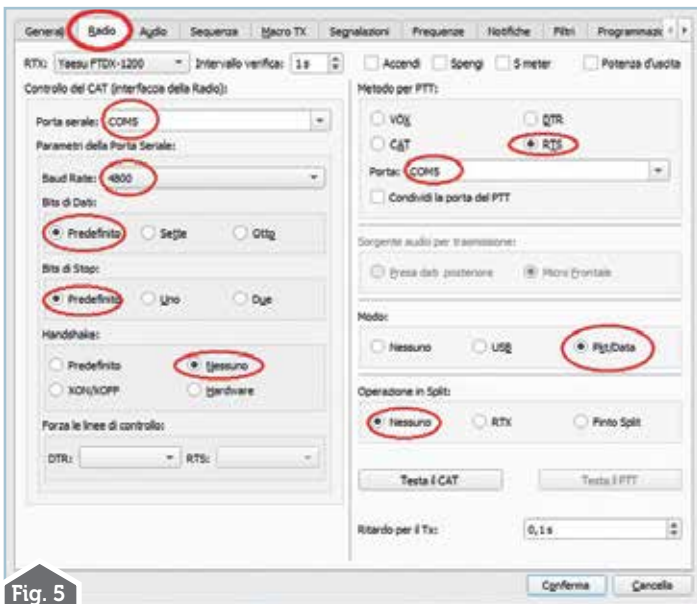 Generali Radio Audio Sequenza Macro TX Segnalazioni Frequenze Notifiche Filtri
RTX: Yaesu FTDX-1200 Intervallo verifica: 1 s Accendi Spengi S meter Potenza d'uscita
Controllo del CAT (interfaccia della Radio):
Porta seriale: COM5
Parametri della Porta Seriale:
Baud Rate: 4800
Bits di Dati:
Predefinito Sette Otto
Bits di Stop:
Predefinito Uno Due
Handshake:
Predefinito Nessuno
XON/XOFF Hardware
Forza le linee di controllo:
DTR: RTS:
Metodo per PTT:
VOX DTR
CAT RTS
Porta: COM5
Condividi la porta del PTT
Sorgente audio per trasmissione:
Presa dati posteriore Micro Frontale
Modo:
Nessuno USB Pkt/Data
Operazione in Split:
Nessuno RTX Finto Split
Testa il CAT Testa il PTT
Ritardo per il Tx: 0,1 s
Conferma Cancella
Fig. 5